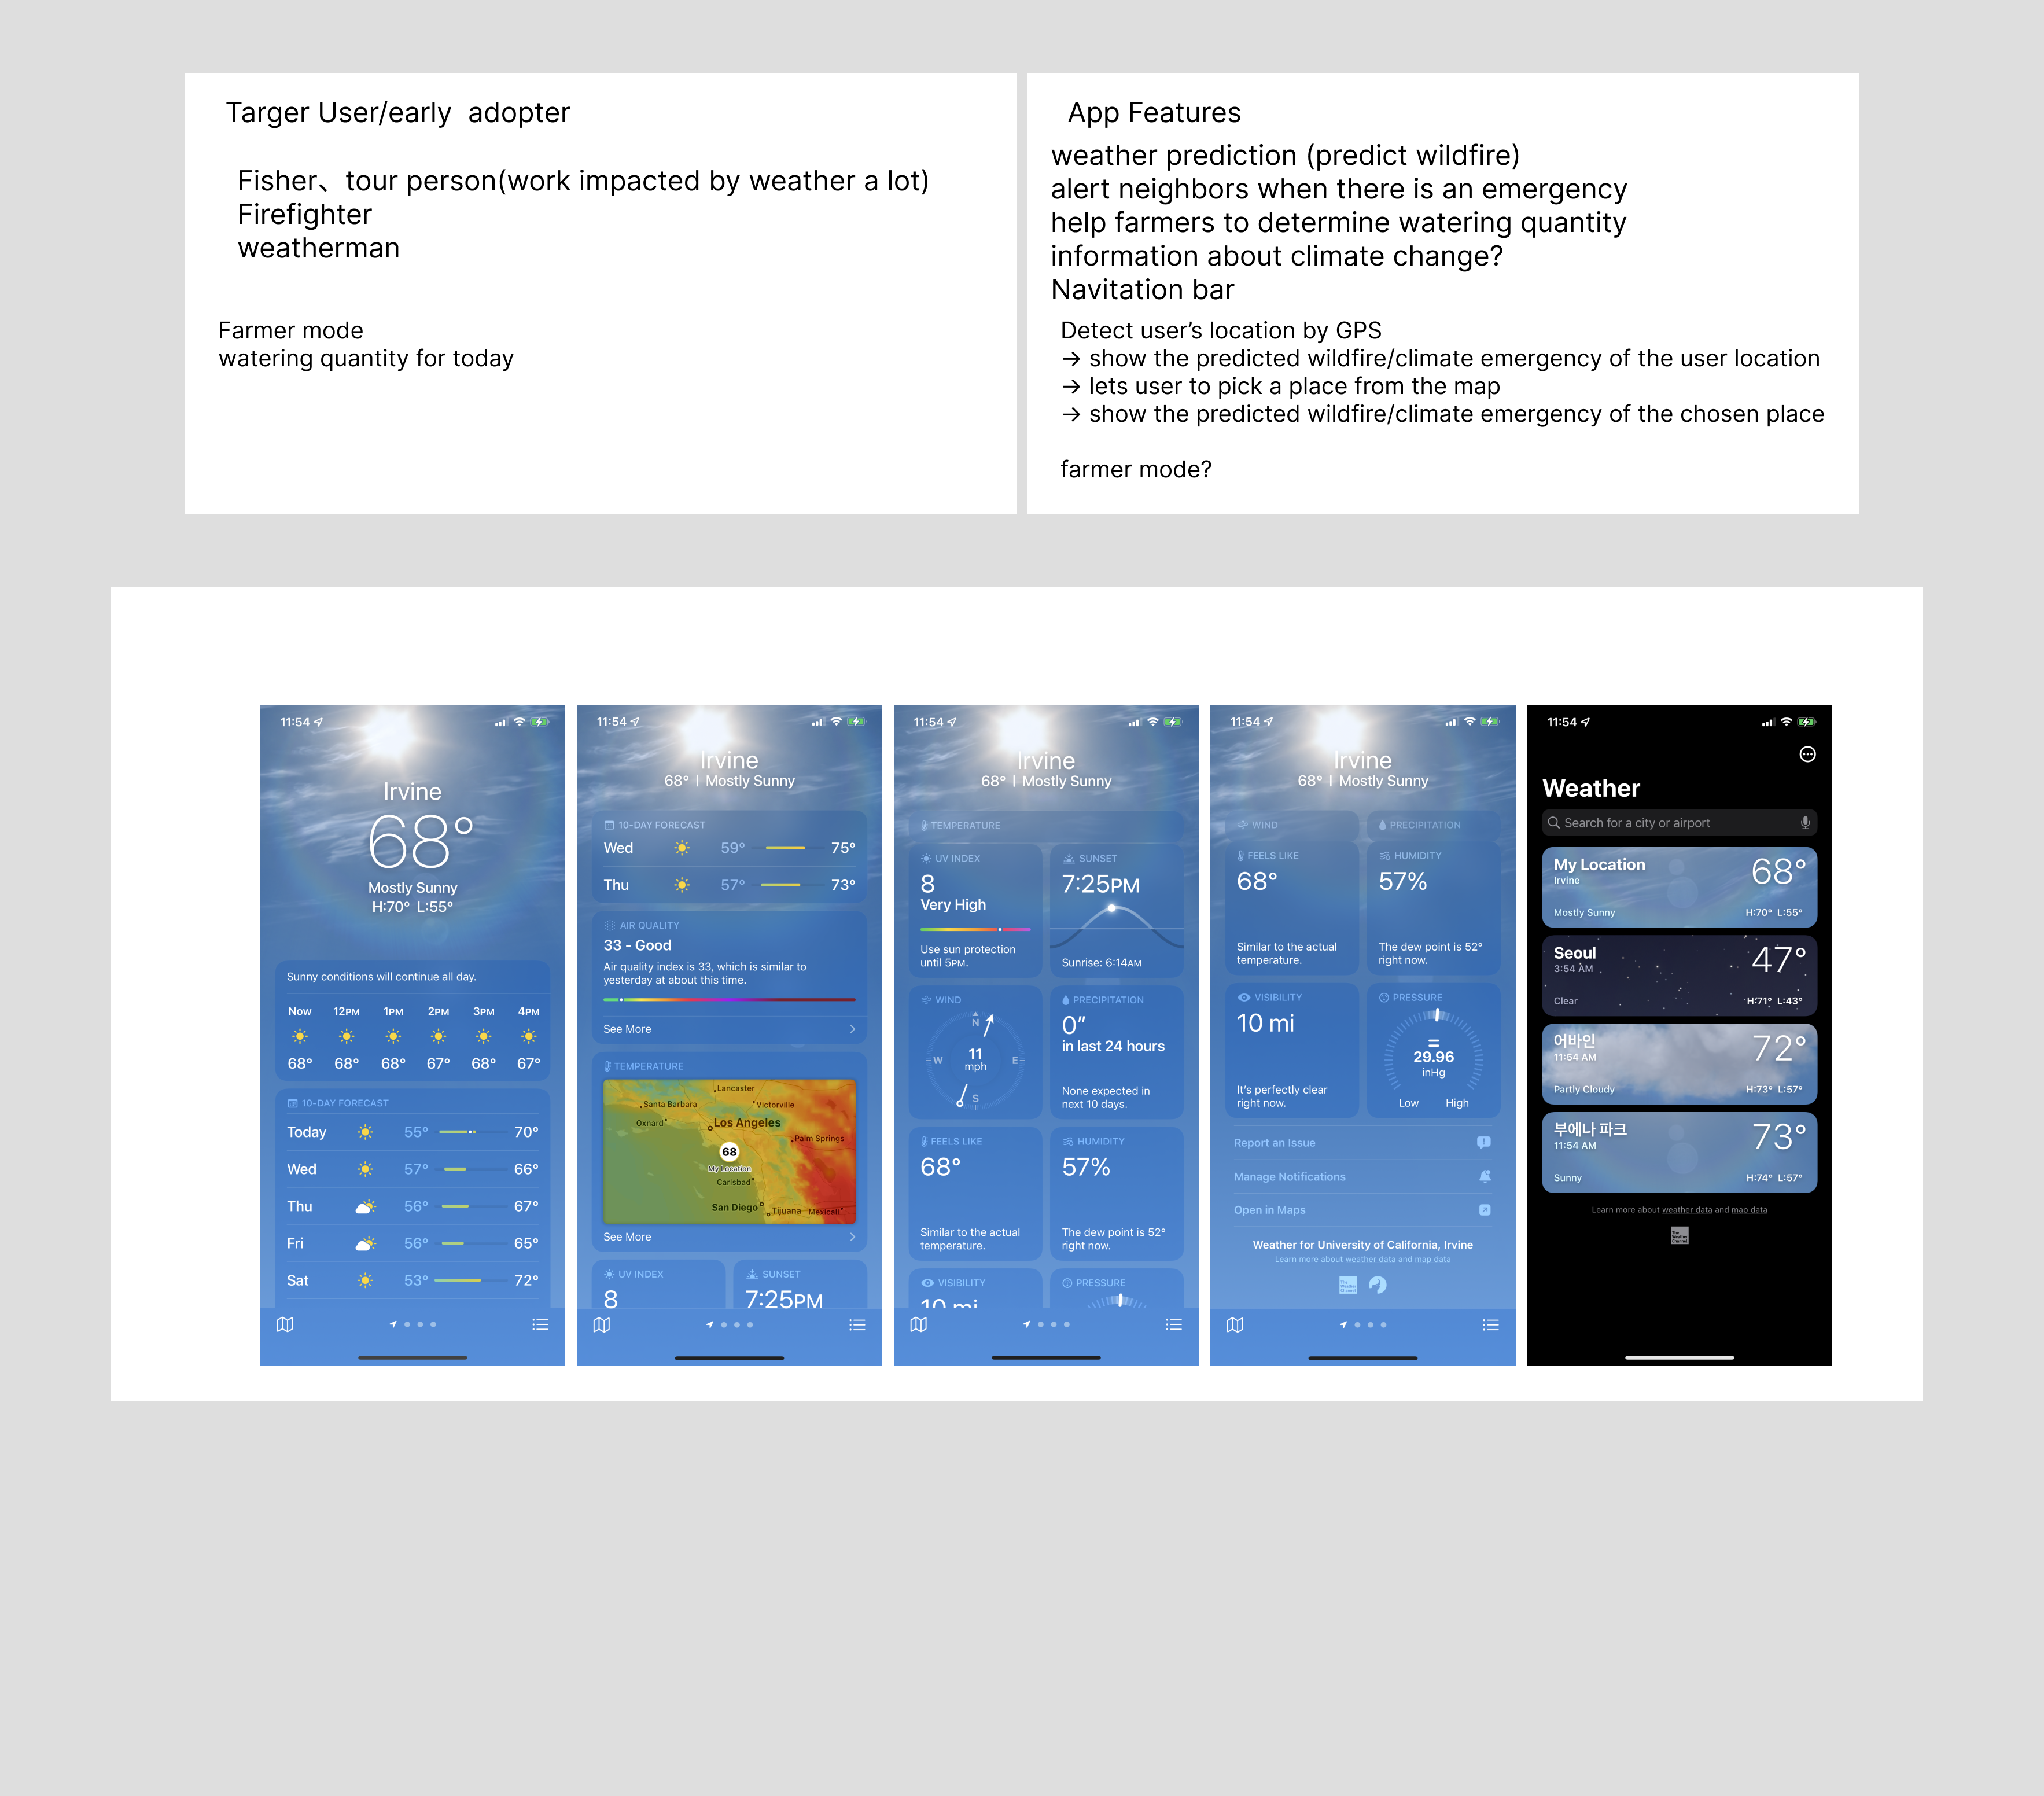 Targer User/early  adopter
Fisher、tour person(work impacted by weather a lot)
Firefighter
weatherman
Farmer mode
watering quantity for today
App Features
weather prediction (predict wildfire)
alert neighbors when there is an emergency
help farmers to determine watering quantity
information about climate change?
Navitation bar
Detect user’s location by GPS
→ show the predicted wildfire/climate emergency of the user location
→ lets user to pick a place from the map
→ show the predicted wildfire/climate emergency of the chosen place
farmer mode?
11:54
Irvine
68°
Mostly Sunny
H:70° L:55°
Sunny conditions will continue all day.
Now 12PM 1PM 2PM 3PM 4PM
68° 68° 68° 67° 68° 67°
10-DAY FORECAST
Today 55° 70°
Wed 57° 66°
Thu 56° 67°
Fri 56° 65°
Sat 53° 72°
11:54
Irvine
68° | Mostly Sunny
10-DAY FORECAST
Wed 59° 75°
Thu 57° 73°
AIR QUALITY
33 - Good
Air quality index is 33, which is similar to
yesterday at about this time.
See More
TEMPERATURE
Lancaster
Santa Barbara
Victorville
Oxnard
Los Angeles
Palm Springs
68
My Location
Carlsbad
San Diego
Tijuana
Mexicali
See More
UV INDEX
8
SUNSET
7:25PM
11:54
Irvine
68° | Mostly Sunny
TEMPERATURE
UV INDEX
8
Very High
Use sun protection
until 5PM.
SUNSET
7:25PM
Sunrise: 6:14AM
WIND
N
W
11
mph
E
S
PRECIPITATION
0”
in last 24 hours
None expected in
next 10 days.
FEELS LIKE
68°
Similar to the actual
temperature.
HUMIDITY
57%
The dew point is 52°
right now.
VISIBILITY
10 mi
PRESSURE
11:54
Irvine
68° | Mostly Sunny
WIND
PRECIPITATION
FEELS LIKE
68°
Similar to the actual
temperature.
HUMIDITY
57%
The dew point is 52°
right now.
VISIBILITY
10 mi
It’s perfectly clear
right now.
PRESSURE
=
29.96
inHg
Low High
Report an Issue
Manage Notifications
Open in Maps
Weather for University of California, Irvine
Learn more about weather data and map data
The
Weather
Channel
11:54
Weather
Search for a city or airport
My Location
Irvine
68°
Mostly Sunny
H:70° L:55°
Seoul
3:54 AM
47°
Clear
H:71° L:43°
어바인
11:54 AM
72°
Partly Cloudy
H:73° L:57°
부에나 파크
11:54 AM
73°
Sunny
H:74° L:57°
Learn more about weather data and map data
The
Weather
Channel